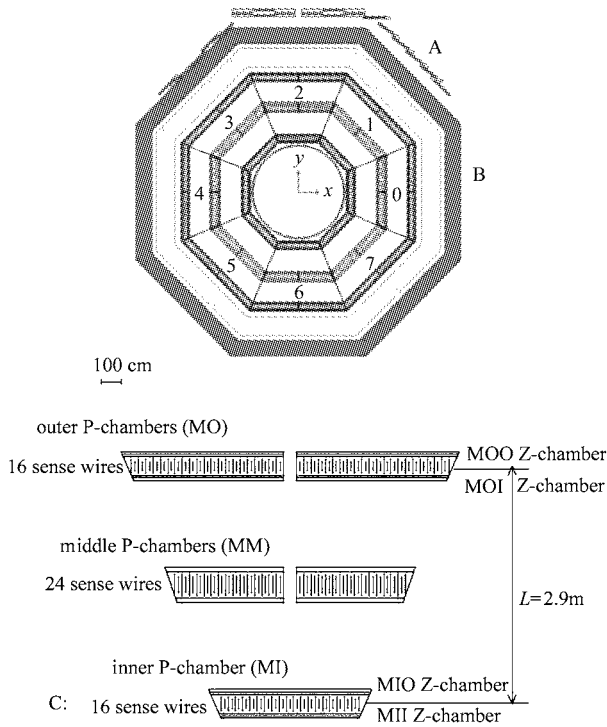 A
2
3
1
B
y
x
4
0
5
7
6
100 cm
outer P-chambers (MO)
16 sense wires
MOO Z-chamber
MOI Z-chamber
middle P-chambers (MM)
24 sense wires
L=2.9m
inner P-chamber (MI)
C: 16 sense wires
MIO Z-chamber
MII Z-chamber